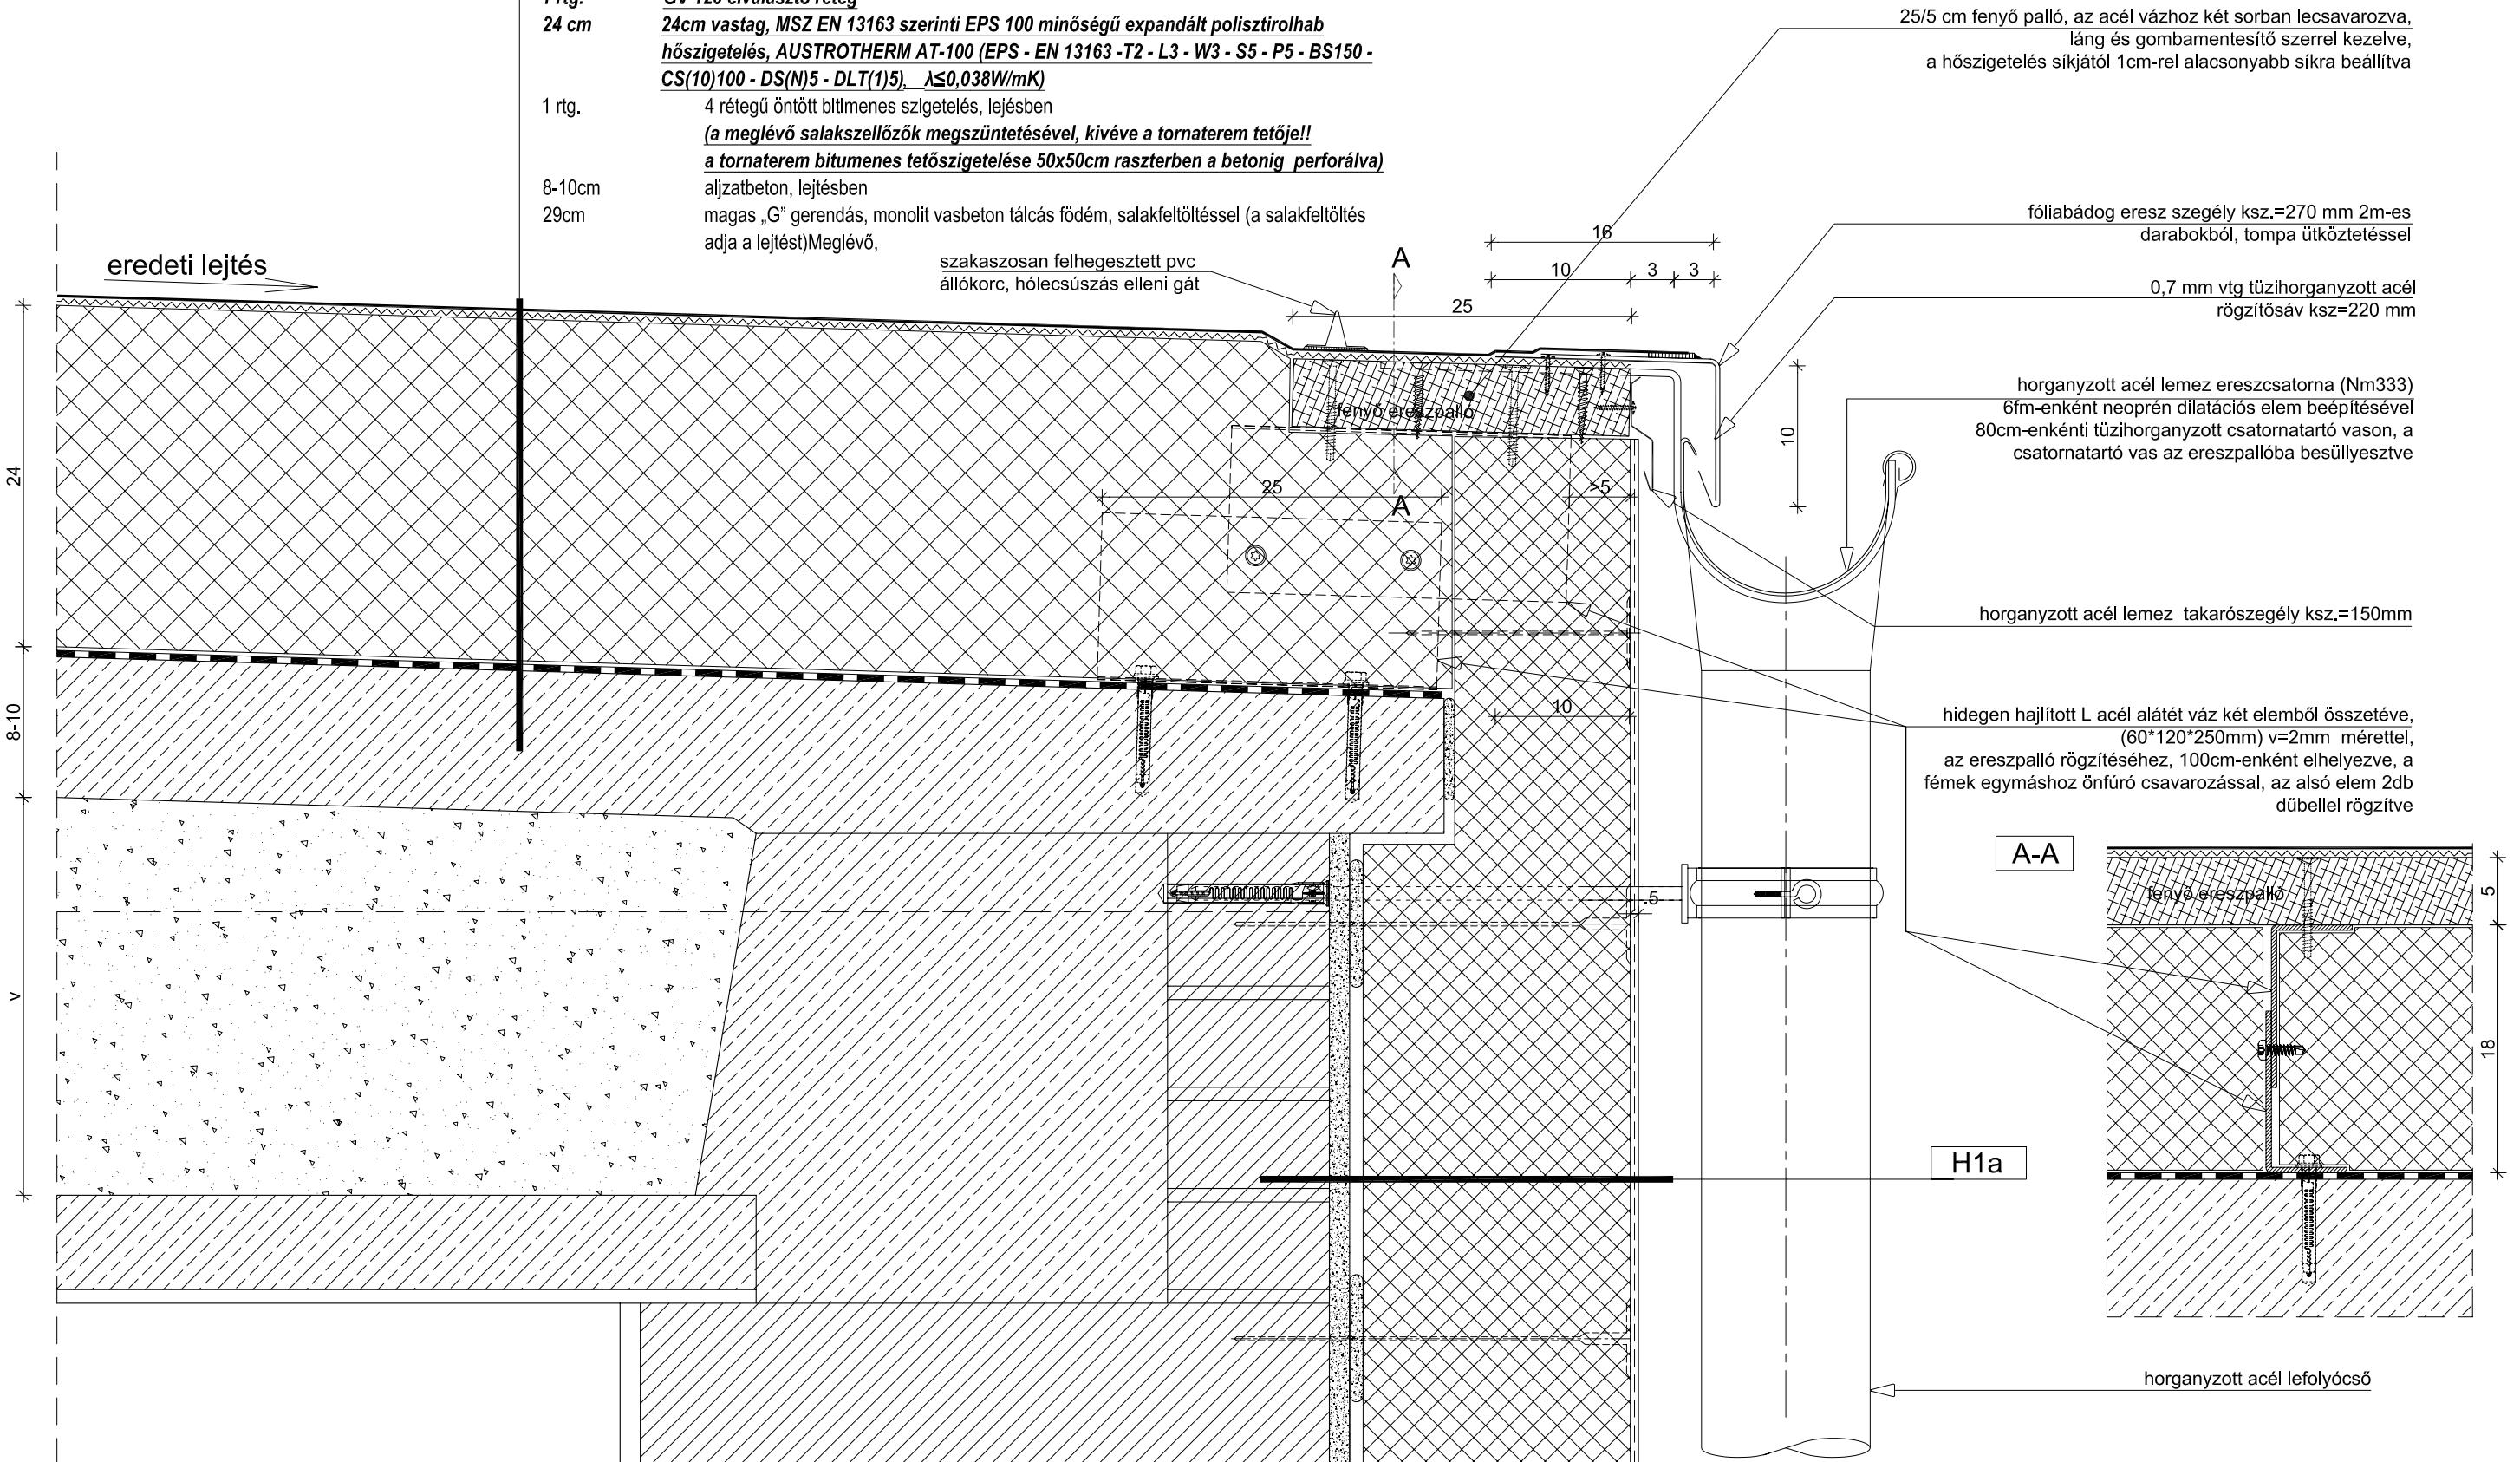 1 rtg. GV 120 elválasztó réteg
24 cm 24cm vastag, MSZ EN 13163 szerinti EPS 100 minőségű expandált polisztirolhab
hőszigetelés, AUSTROTHERM AT-100 (EPS - EN 13163 -T2 - L3 - W3 - S5 - P5 - BS150 -
CS(10)100 - DS(N)5 - DLT(1)5), λ≤0,038W/mK)
1 rtg. 4 rétegű öntött bitimenes szigetelés, lejésben
(a meglévő salakszellőzők megszüntetésével, kivéve a tornaterem tetője!!
a tornaterem bitumenes tetőszigetelése 50x50cm raszterben a betonig perforálva)
8-10cm aljzatbeton, lejtésben
29cm magas „G” gerendás, monolit vasbeton tálcás födém, salakfeltöltéssel (a salakfeltöltés
adja a lejtést)Meglévő,
25/5 cm fenyő palló, az acél vázhoz két sorban lecsavarozva,
láng és gombamentesítő szerrel kezelve,
a hőszigetelés síkjától 1cm-rel alacsonyabb síkra beállítva
fóliabádog eresz szegély ksz.=270 mm 2m-es
darabokból, tompa ütköztetéssel
0,7 mm vtg tüzihorganyzott acél
rögzítősáv ksz=220 mm
horganyzott acél lemez ereszcsatorna (Nm333)
6fm-enként neoprén dilatációs elem beépítésével
80cm-enkénti tüzihorganyzott csatornatartó vason, a
csatornatartó vas az ereszpallóba besüllyesztve
horganyzott acél lemez takarószegély ksz.=150mm
hidegen hajlított L acél alátét váz két elemből összetéve,
(60*120*250mm) v=2mm mérettel,
az ereszpalló rögzítéséhez, 100cm-enként elhelyezve, a
fémek egymáshoz önfúró csavarozással, az alsó elem 2db
dűbellel rögzítve
eredeti lejtés
szakaszosan felhegesztett pvc
állókorc, hólecsúszás elleni gát
A
16
10 3 3
25
fenyő ereszpalló
10
24
25
>5
A
10
8-10
A-A
fenyő ereszpalló
5
.5
v
18
H1a
horganyzott acél lefolyócső